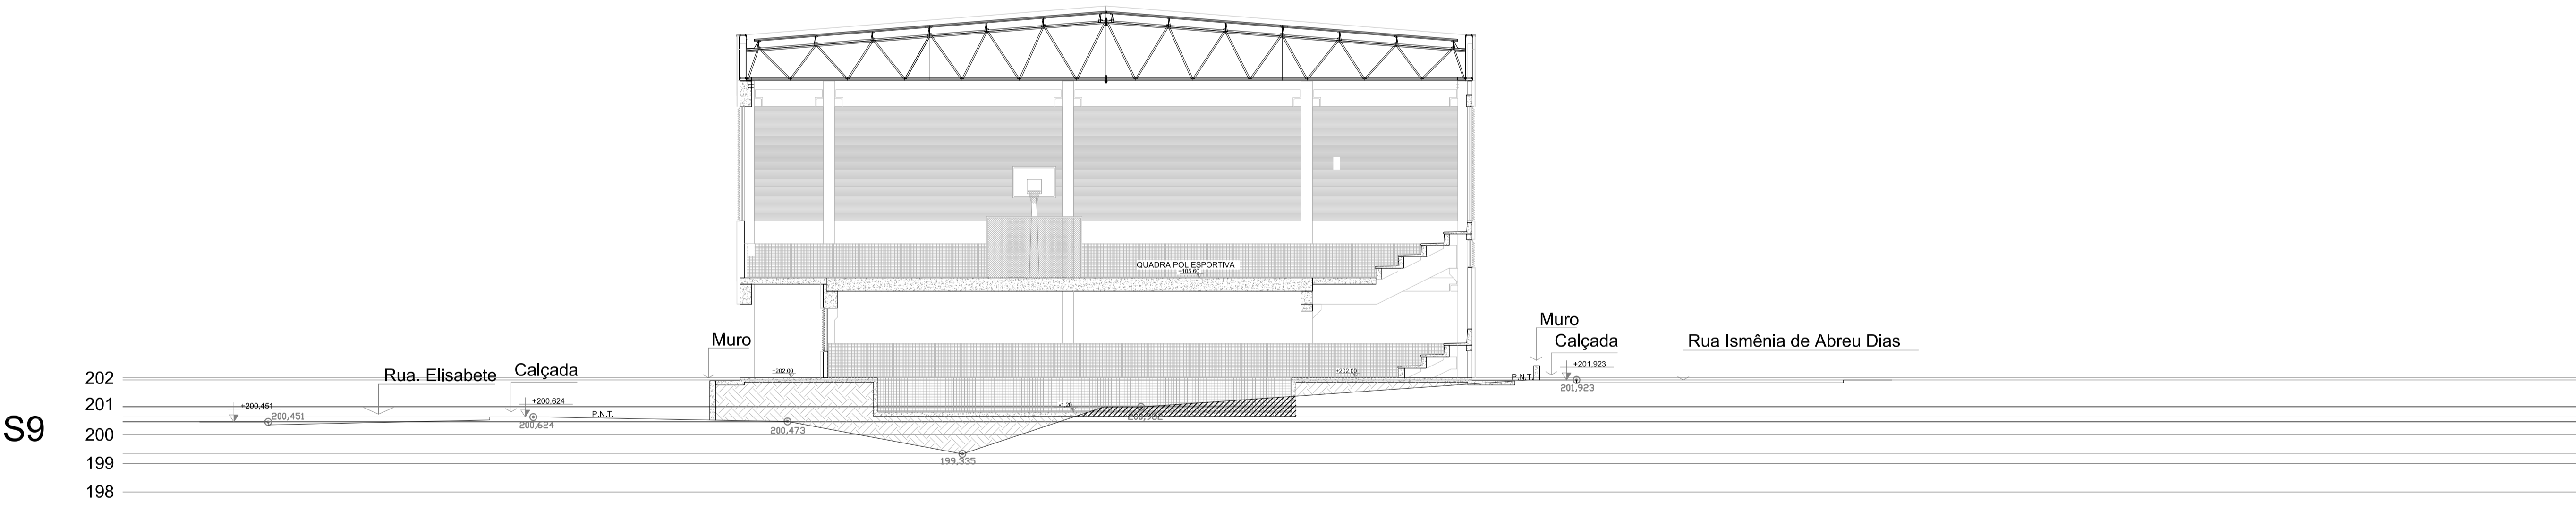 QUADRA POLIESPORTIVA
+105.60
Muro
Muro
Calçada
Rua Ismênia de Abreu Dias
+201,923
201,923
P.N.T.
Rua. Elisabete
Calçada
+202.00
+202.00
202
201
200
199
198
S9
+200,451
200,451
+200,624
200,624
P.N.T.
200,473
199,335